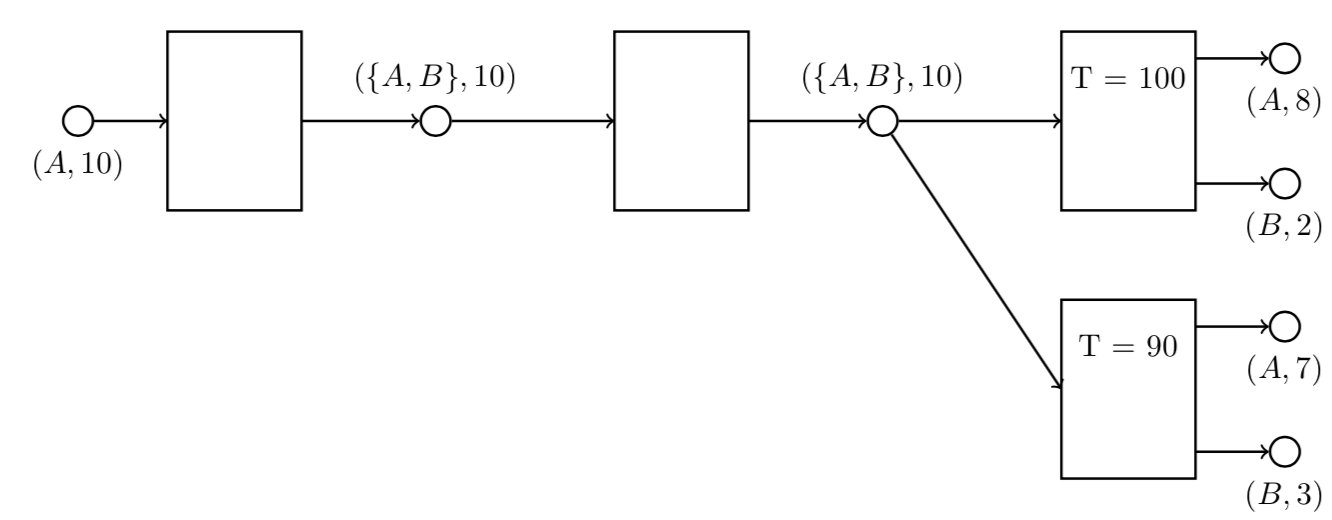 ({A, B}, 10)
({A, B}, 10)
T = 100
(A, 8)
(A, 10)
(B, 2)
T = 90
(A, 7)
(B, 3)